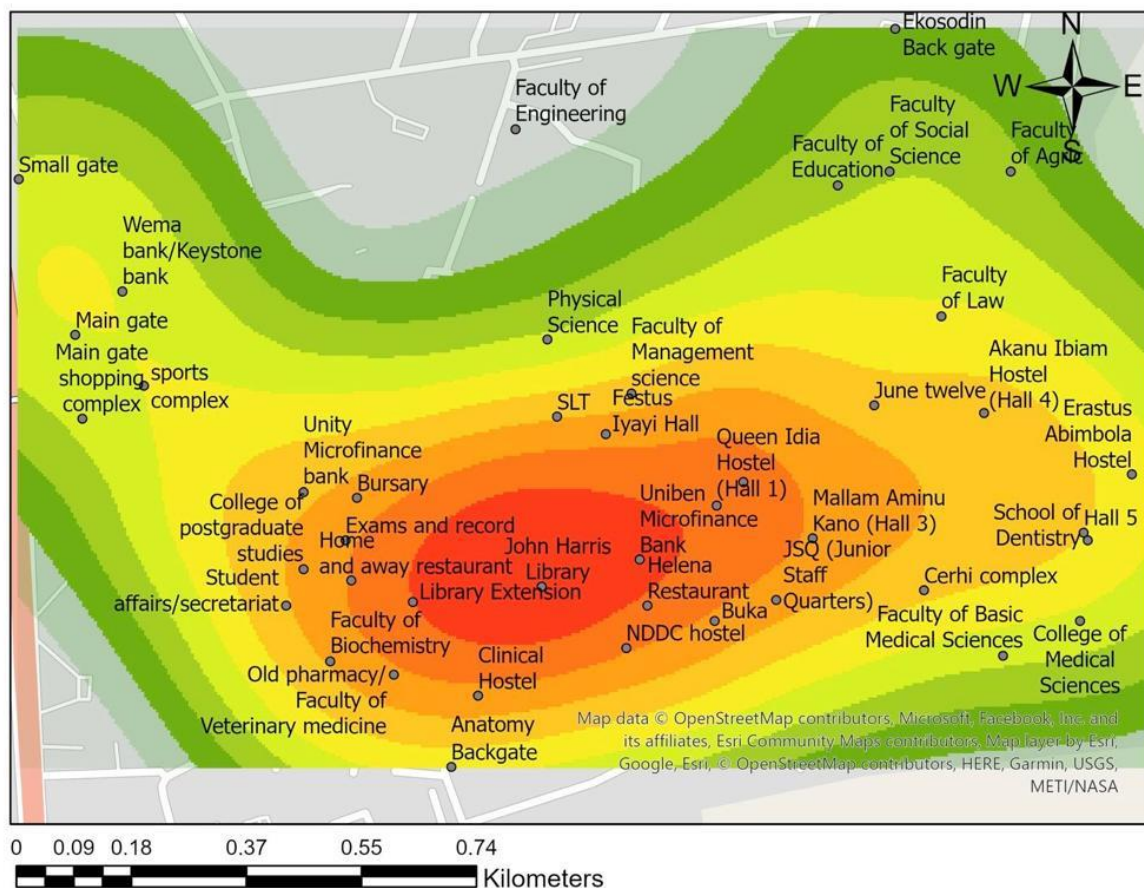 Ekosodin
Back gate
N
W
E
S
Faculty of
Engineering
Faculty
of Social
Science
Faculty of
Education
Faculty
of Agric
Small gate
Wema
bank/Keystone
bank
Main gate
Main gate
shopping
complex
sports
complex
Physical
Science
Faculty of
Management
science
Faculty
of Law
Akanu Ibiam
Hostel
(Hall 4)
June twelve
Erastus
Abimbola
Hostel
SLT
Festus
Iyayi Hall
Unity
Microfinance
bank
Bursary
Queen Idia
Hostel
(Hall 1)
College of
postgraduate
studies
Exams and record
Home
and away restaurant
Uniben
Microfinance
Bank
Mallam Aminu
Kano (Hall 3)
School of
Dentistry
Hall 5
John Harris
Library
Student
affairs/secretariat
Library Extension
Helena
Restaurant
JSQ (Junior
Staff
Quarters)
Cerhi complex
Buka
NDDC hostel
Faculty of Basic
Medical Sciences
College of
Medical
Sciences
Faculty of
Biochemistry
Clinical
Hostel
Old pharmacy/
Faculty of
Veterinary medicine
Anatomy
Backgate
Map data © OpenStreetMap contributors, Microsoft, Facebook, Inc. and
its affiliates, Esri Community Maps contributors, Map layer by Esri,
Google, Esri, © OpenStreetMap contributors, HERE, Garmin, USGS,
METI/NASA
0 0.09 0.18 0.37 0.55 0.74
Kilometers